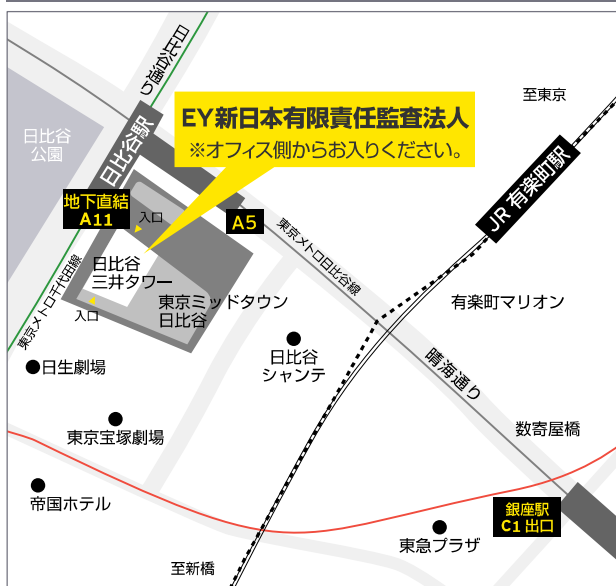 日比谷通り
至東京
EY新日本有限責任監査法人
※オフィス側からお入りください。
日比谷
公園
日比谷駅
JR 有楽町駅
地下直結
A11
入口
A5
東京メトロ日比谷線
東京メトロ千代田線
日比谷
三井タワー
入口
東京ミッドタウン
日比谷
有楽町マリオン
日比谷
シャンテ
晴海通り
日生劇場
東京宝塚劇場
数寄屋橋
帝国ホテル
銀座駅
C1 出口
東急プラザ
至新橋